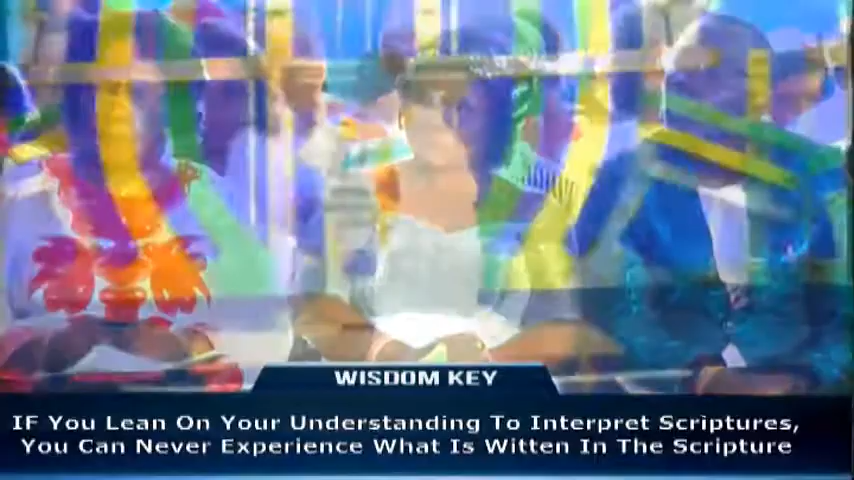 WISDOM KEY
IF You Lean On Your Understanding To Interpret Scriptures,
You Can Never Experience What Is Witten In The Scripture